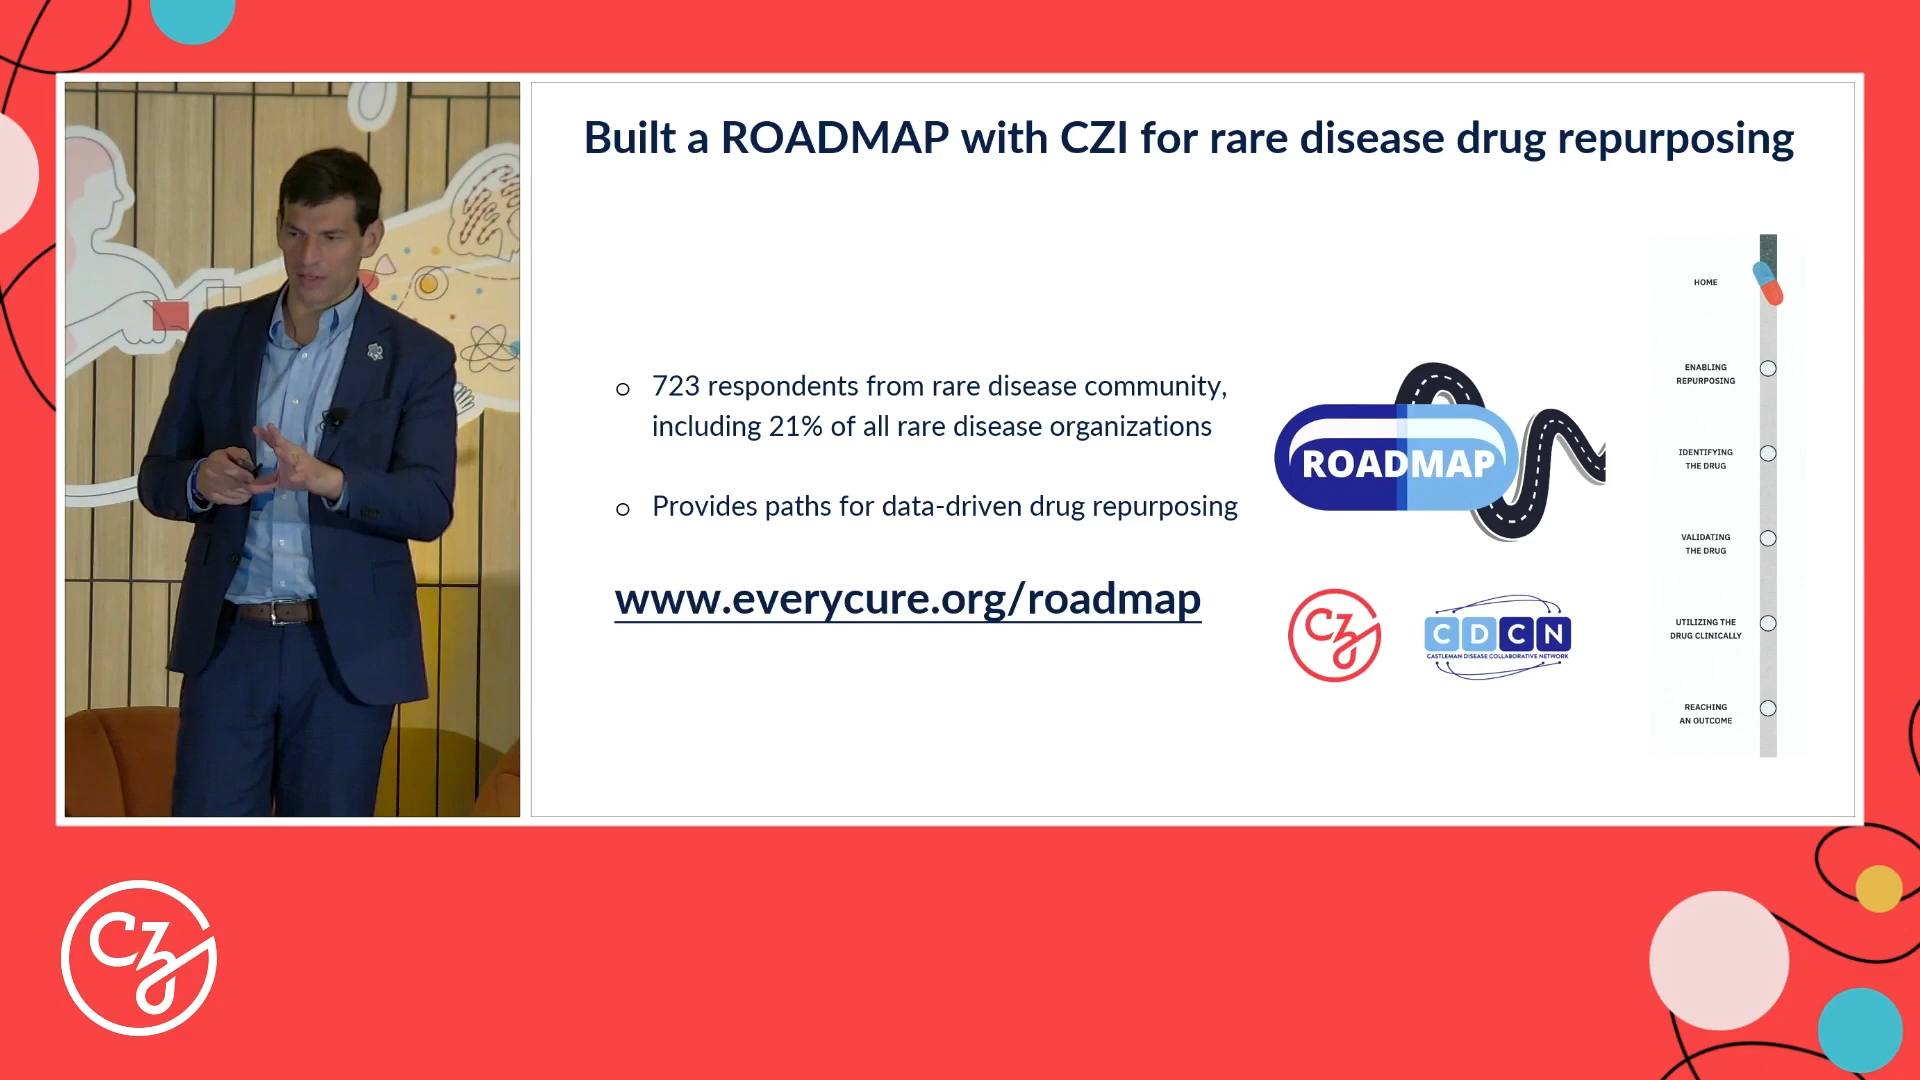 Built a ROADMAP with CZI for rare disease drug repurposing
723 respondents from rare disease community,
including 21% of all rare disease organizations
Provides paths for data-driven drug repurposing
www.everycure.org/roadmap
ROADMAP
CZ
CDCN
CASTLEMAN DISEASE COLLABORATIVE NETWORK
HOME
ENABLING
REPURPOSING
IDENTIFYING
THE DRUG
VALIDATING
THE DRUG
UTILIZING THE
DRUG CLINICALLY
REACHING
AN OUTCOME
CZ